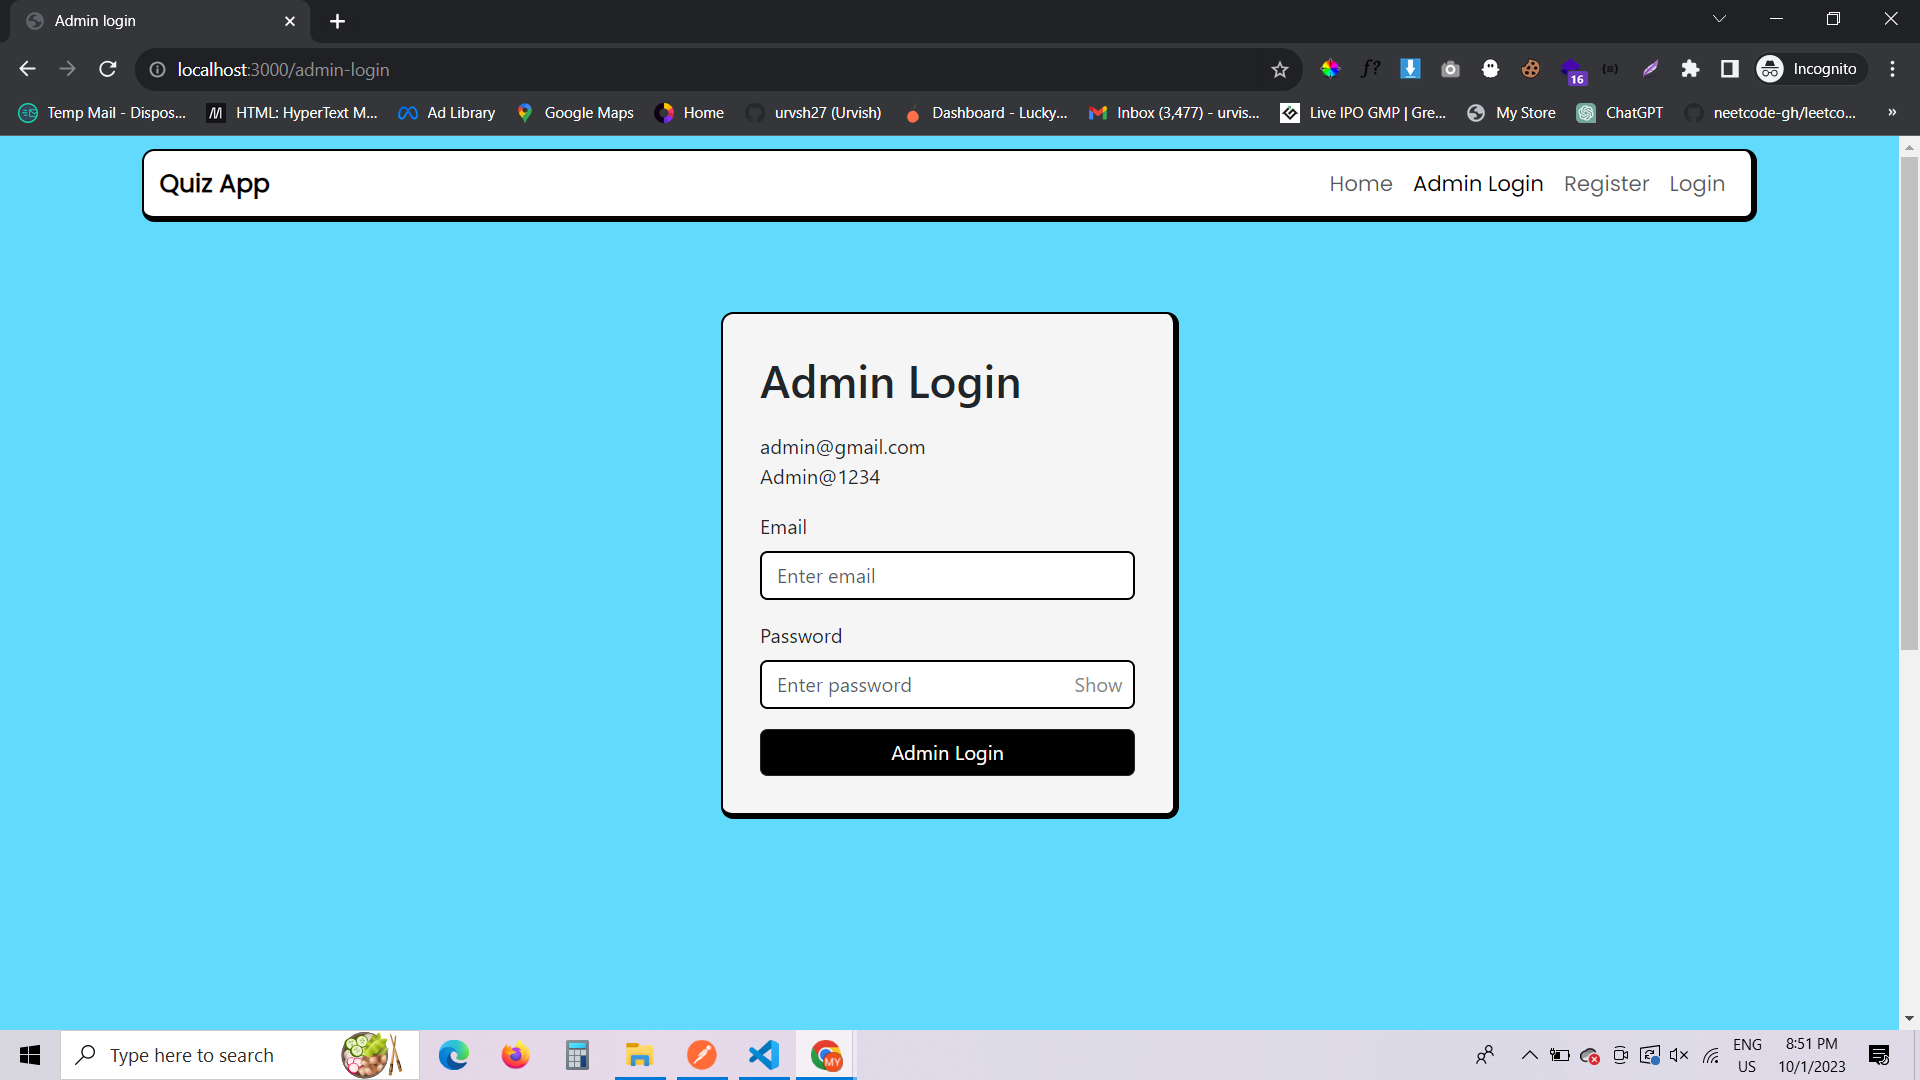 Admin login
localhost:3000/admin-login
f?
16
Incognito
Temp Mail - Dispos...
HTML: HyperText M...
Ad Library
Google Maps
Home
urvsh27 (Urvish)
Dashboard - Lucky...
Inbox (3,477) - urvis...
Live IPO GMP | Gre...
My Store
ChatGPT
neetcode-gh/leetco...
»
Quiz App
Home
Admin Login
Register
Login
Admin Login
admin@gmail.com
Admin@1234
Email
Enter email
Password
Enter password
Show
Admin Login
Type here to search
MY
ENG
US
8:51 PM
10/1/2023